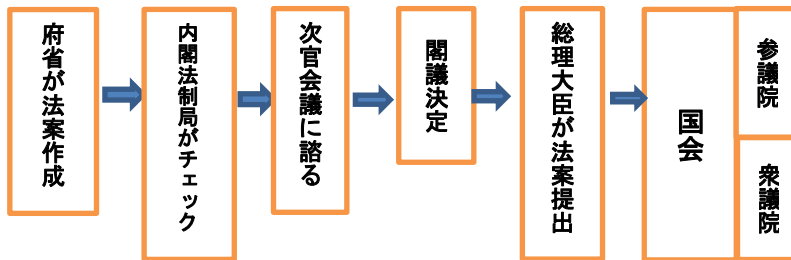 府省が法案作成
内閣法制局がチェック
次官会議に諮る
閣議決定
総理大臣が法案提出
国会
参議院
衆議院